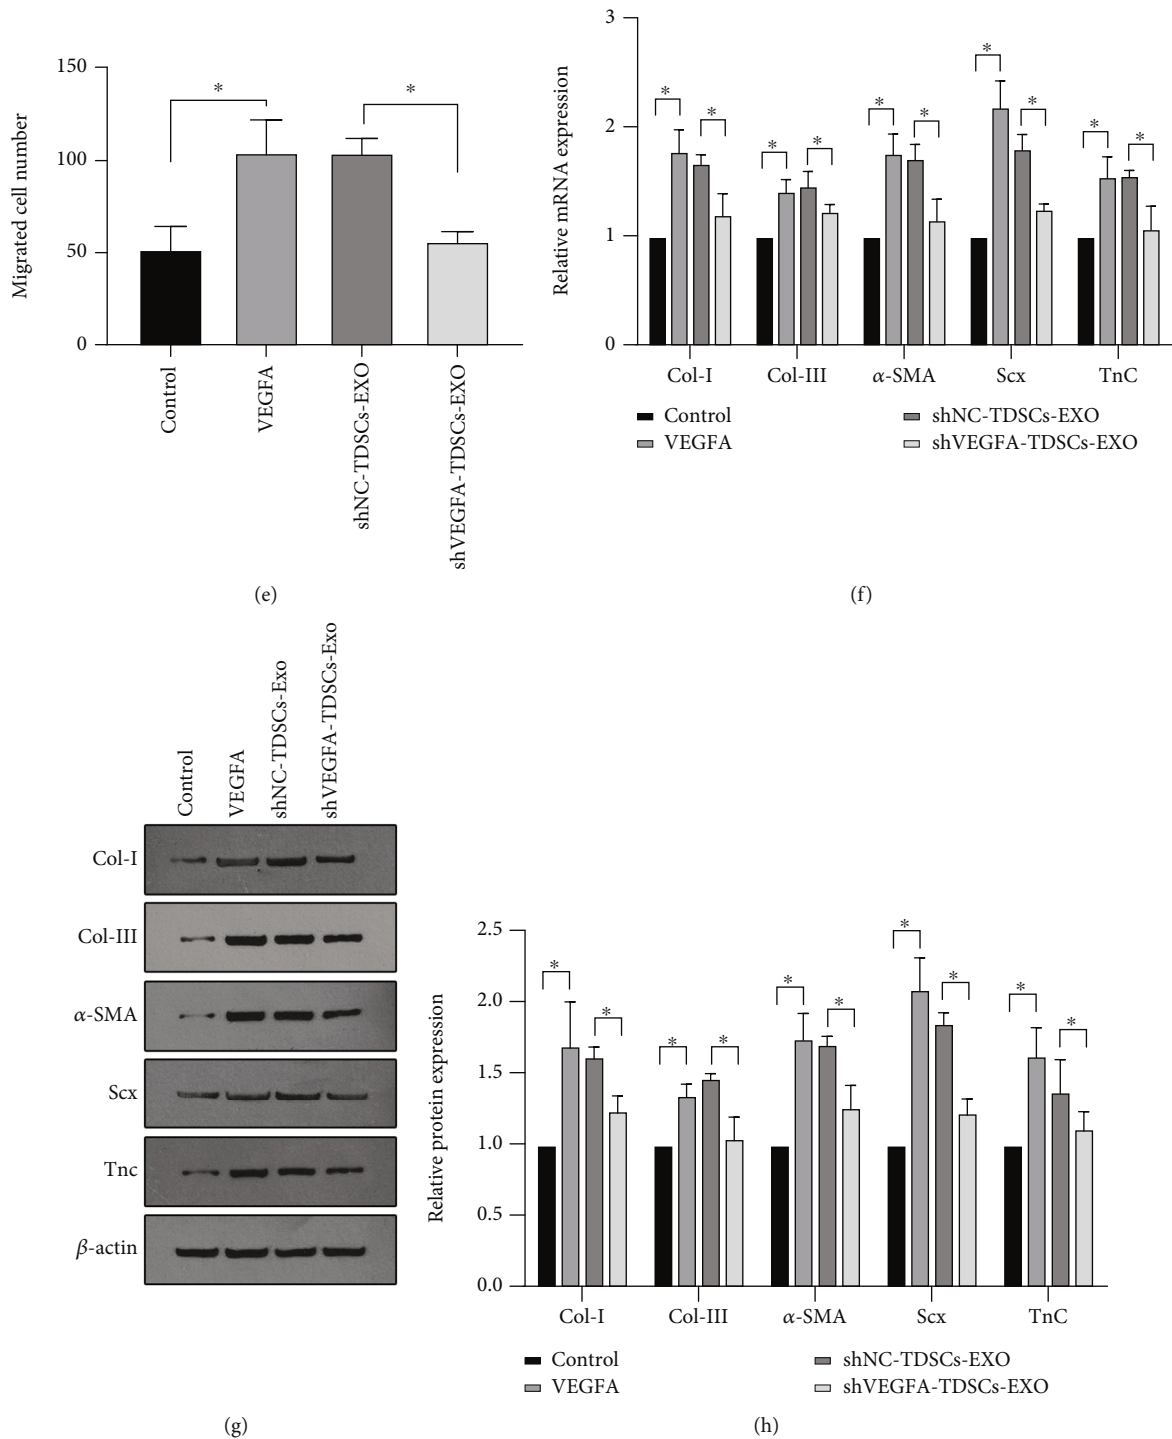 150
100
50
0
Migrated cell number
*
*
Control
VEGFA
shNC-TDSCs-EXO
shVEGFA-TDSCs-EXO
(e)
3
2
1
0
Relative mRNA expression
*
*
*
*
*
*
*
*
*
*
Col-I
Col-III
α-SMA
Scx
TnC
Control
VEGFA
shNC-TDSCs-EXO
shVEGFA-TDSCs-EXO
(f)
Control
VEGFA
shNC-TDSCs-Exo
shVEGFA-TDSCs-Exo
Col-I
Col-III
α-SMA
Scx
Tnc
β-actin
(g)
2.5
2.0
1.5
1.0
0.5
0.0
Relative protein expression
*
*
*
*
*
*
*
*
*
*
Col-I
Col-III
α-SMA
Scx
TnC
Control
VEGFA
shNC-TDSCs-EXO
shVEGFA-TDSCs-EXO
(h)